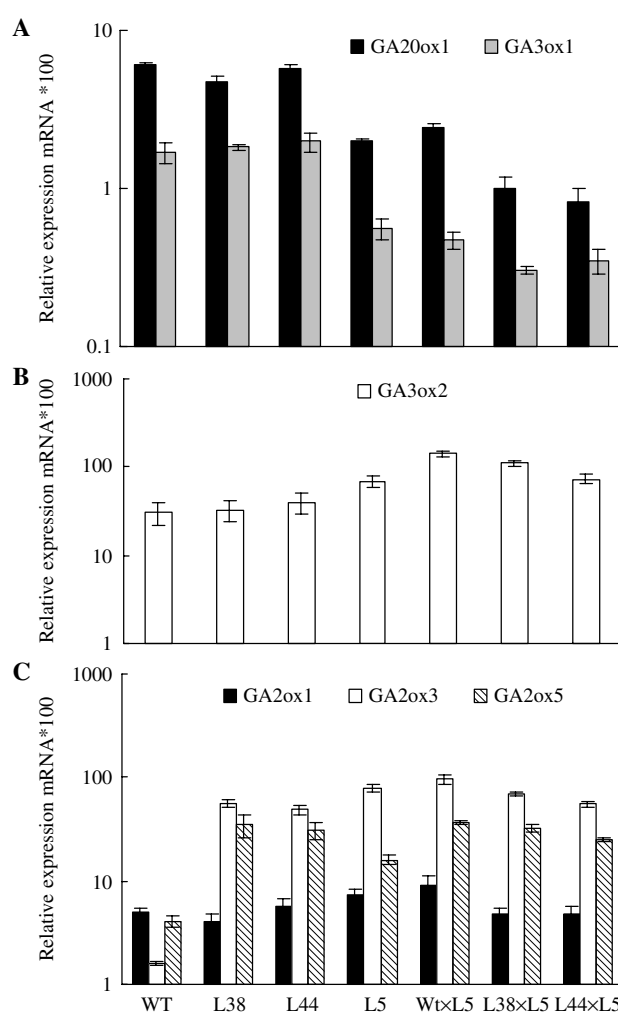 A
10
GA20ox1
GA3ox1
1
0.1
Relative expression mRNA *100
B
1000
GA3ox2
100
10
1
Relative expression mRNA*100
C
1000
GA2ox1
GA2ox3
GA2ox5
100
10
1
Relative expression mRNA*100
WT
L38
L44
L5
Wt×L5
L38×L5
L44×L5